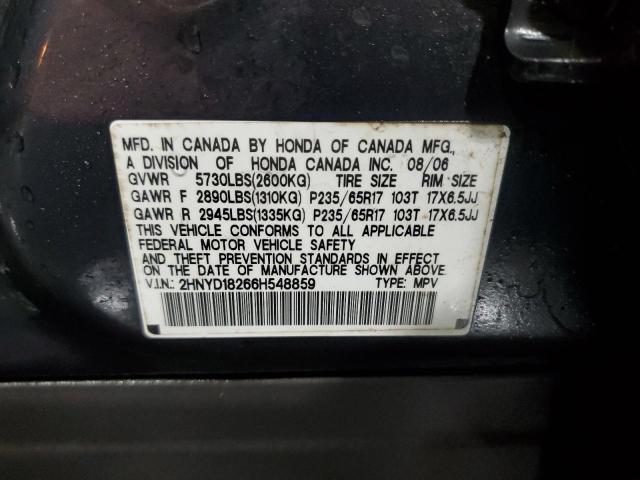 MFD. IN CANADA BY HONDA OF CANADA MFG.,
A DIVISION OF HONDA CANADA INC. 08/06
GVWR 5730LBS(2600KG) TIRE SIZE RIM SIZE
GAWR F 2890LBS(1310KG) P235/65R17 103T 17X6.5JJ
GAWR R 2945LBS(1335KG) P235/65R17 103T 17X6.5JJ
THIS VEHICLE CONFORMS TO ALL APPLICABLE
FEDERAL MOTOR VEHICLE SAFETY
AND THEFT PREVENTION STANDARDS IN EFFECT
ON THE DATE OF MANUFACTURE SHOWN ABOVE.
V.I.N.: 2HNYD18266H548859 TYPE: MPV